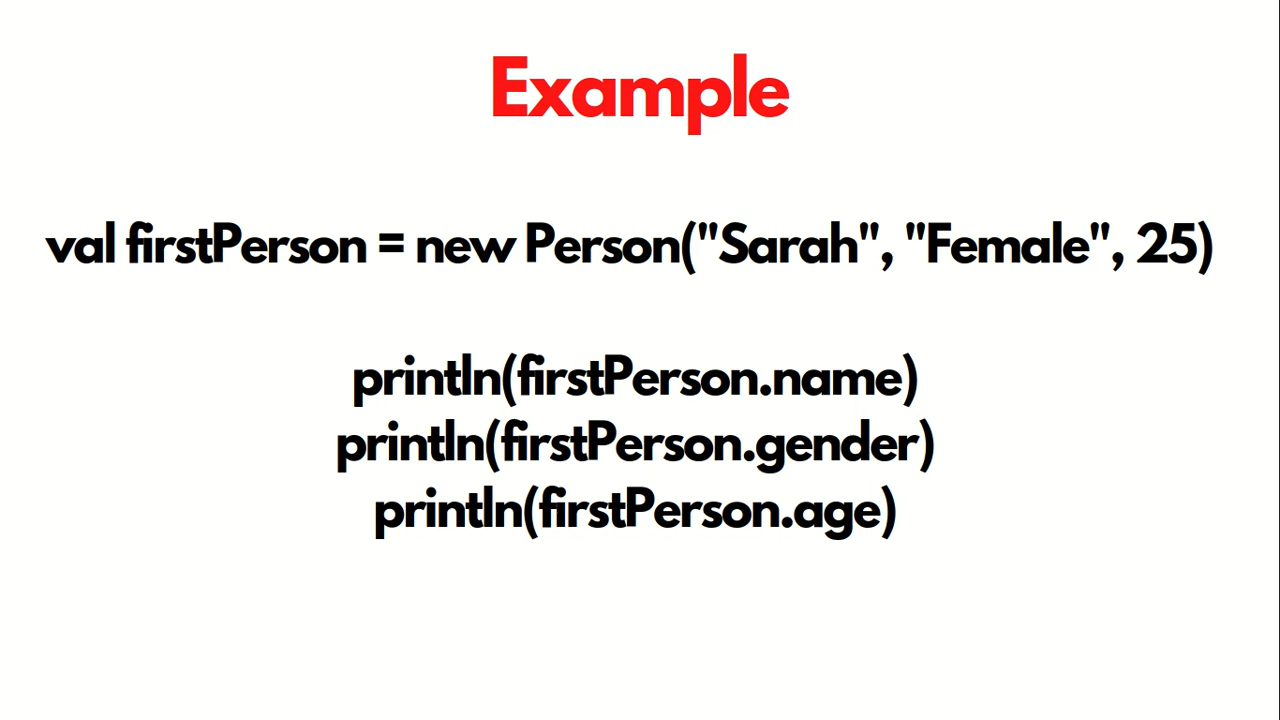 Example
val firstPerson = new Person("Sarah", "Female", 25)
println(firstPerson.name)
println(firstPerson.gender)
println(firstPerson.age)